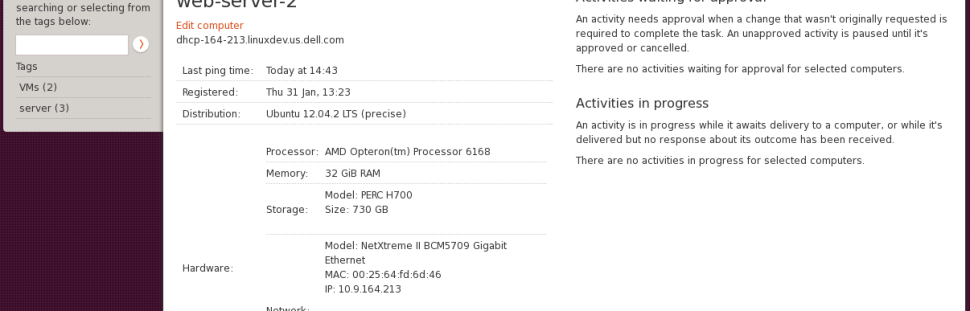 searching or selecting from
the tags below:
Tags
VMs (2)
server (3)
web-server-2
Edit computer
dhcp-164-213.linuxdev.us.dell.com
Last ping time: Today at 14:43
Registered: Thu 31 Jan, 13:23
Distribution: Ubuntu 12.04.2 LTS (precise)
Hardware:
Processor: AMD Opteron(tm) Processor 6168
Memory: 32 GiB RAM
Storage: Model: PERC H700
Size: 730 GB
Network:
Model: NetXtreme II BCM5709 Gigabit
Ethernet
MAC: 00:25:64:fd:6d:46
IP: 10.9.164.213
Activities waiting for approval
An activity needs approval when a change that wasn't originally requested is
required to complete the task. An unapproved activity is paused until it's
approved or cancelled.
There are no activities waiting for approval for selected computers.
Activities in progress
An activity is in progress while it awaits delivery to a computer, or while it's
delivered but no response about its outcome has been received.
There are no activities in progress for selected computers.